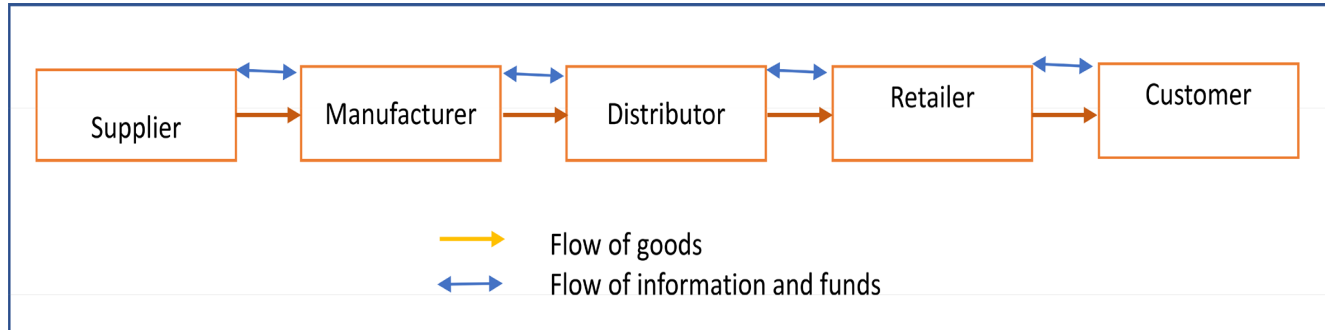 Supplier
Manufacturer
Distributor
Retailer
Customer
Flow of goods
Flow of information and funds